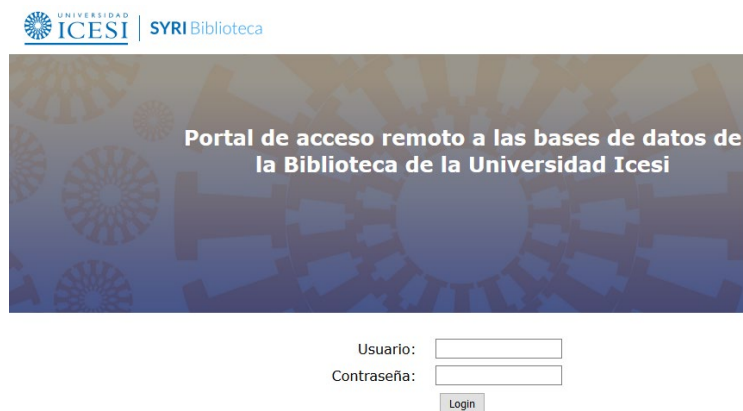 UNIVERSIDAD
ICESI
SYRI Biblioteca
Portal de acceso remoto a las bases de datos de
la Biblioteca de la Universidad Icesi
Usuario:
Contraseña:
Login